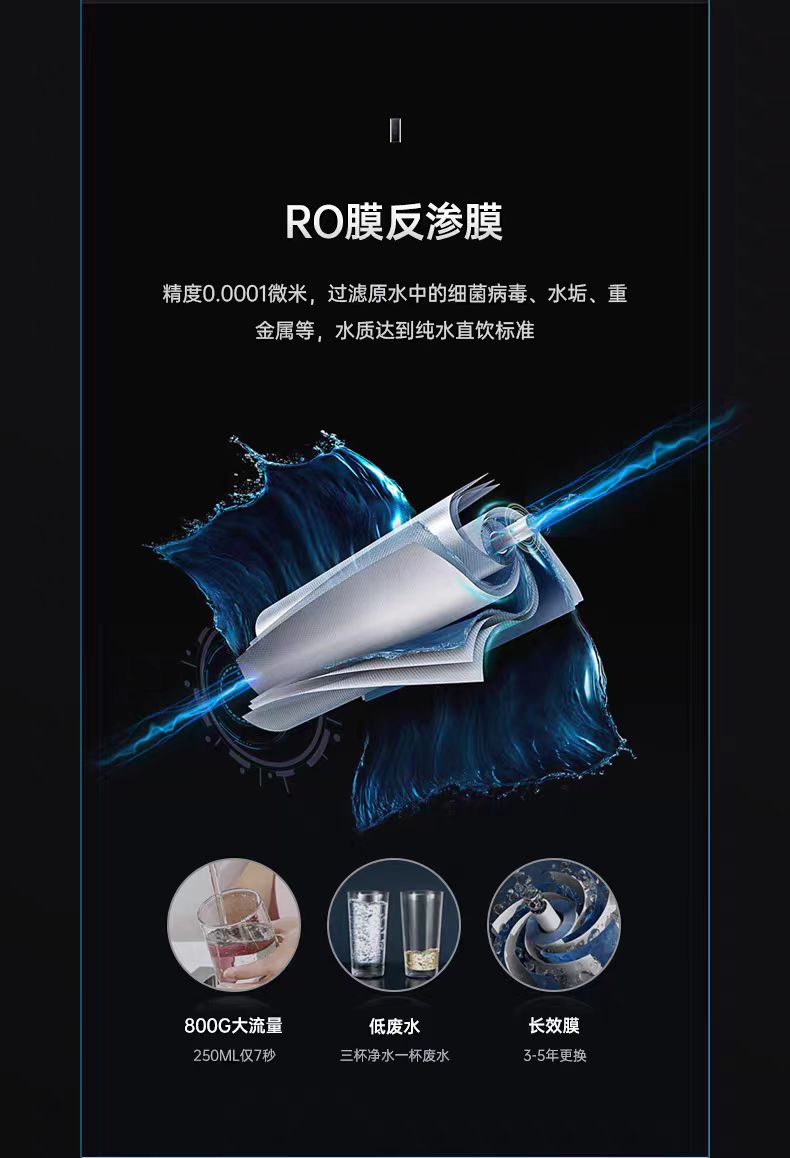 RO膜反渗膜
精度0.0001微米，过滤原水中的细菌病毒、水垢、重
金属等，水质达到纯水直饮标准
800G大流量
低废水
长效膜
250ML仅7秒
三杯净水一杯废水
3-5年更换